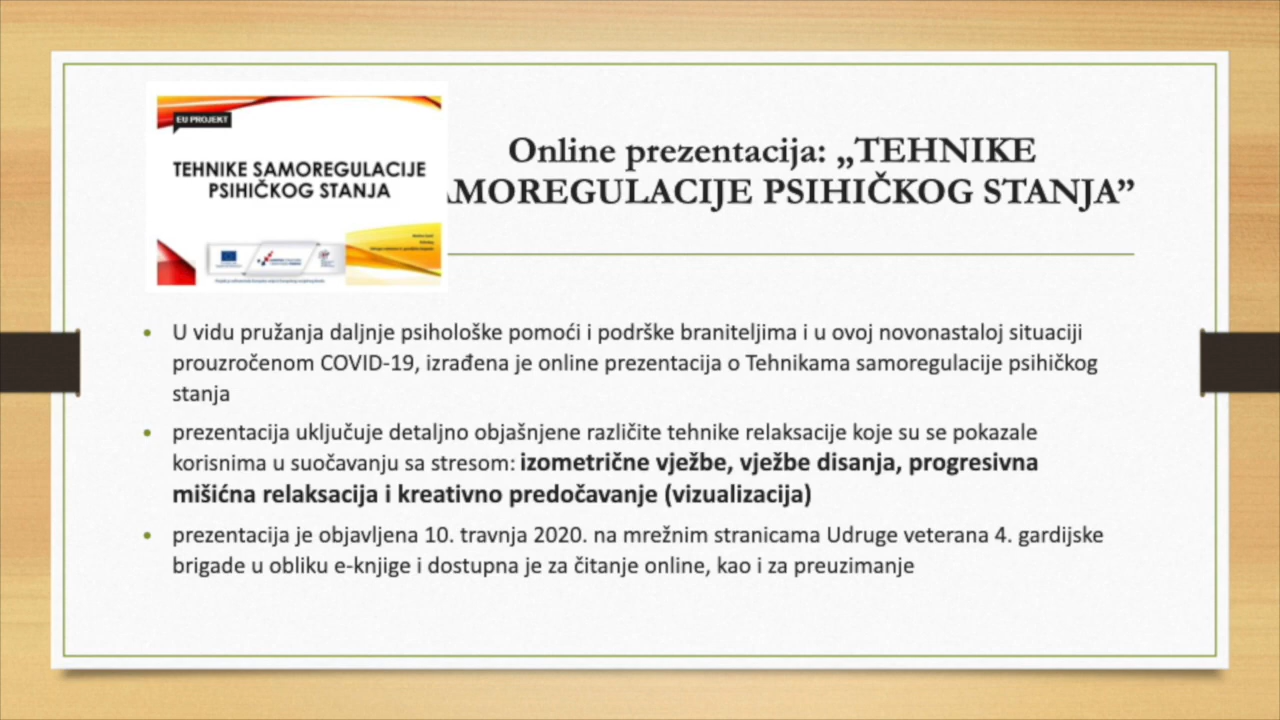 EU PROJEKT
TEHNIKE SAMOREGULACIJE
PSIHIČKOG STANJA
Online prezentacija: „TEHNIKE
AMOREGULACIJE PSIHIČKOG STANJA”
• U vidu pružanja daljnje psihološke pomoći i podrške braniteljima i u ovoj novonastaloj situaciji
prouzročenom COVID-19, izrađena je online prezentacija o Tehnikama samoregulacije psihičkog
stanja
• prezentacija uključuje detaljno objašnjene različite tehnike relaksacije koje su se pokazale
korisnima u suočavanju sa stresom: izometrične vježbe, vježbe disanja, progresivna
mišićna relaksacija i kreativno predočavanje (vizualizacija)
• prezentacija je objavljena 10. travnja 2020. na mrežnim stranicama Udruge veterana 4. gardijske
brigade u obliku e-knjige i dostupna je za čitanje online, kao i za preuzimanje